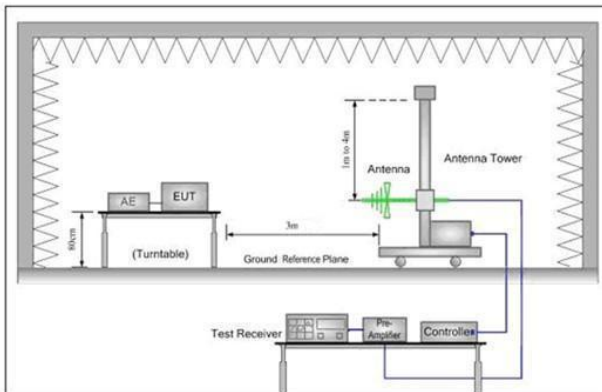 1m to 4m
Antenna
Antenna Tower
AE
EUT
80cm
(Turntable)
3m
Ground Reference Plane
Test Receiver
Pre-
Amplifier
Controller